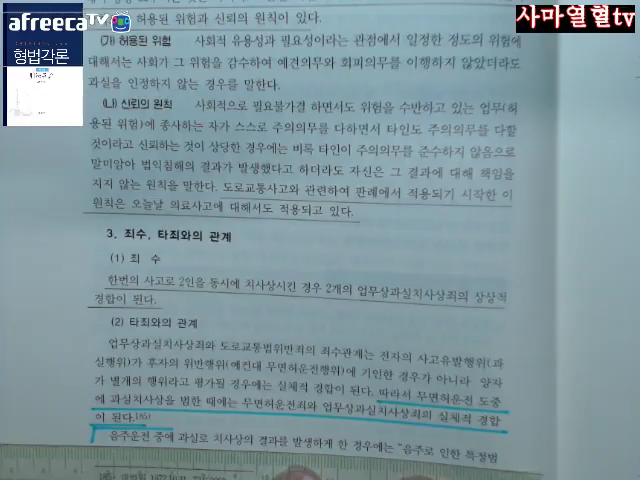 afreecaTV
사마열혈tv
형법각론
허용된 위험과 신뢰의 원칙이 있다.
(가) 허용된 위험 사회적 유용성과 필요성이라는 관점에서 일정한 정도의 위험에
대해서는 사회가 그 위험을 감수하여 예견의무와 회피의무를 이행하지 않았더라도
과실을 인정하지 않는 경우를 말한다.
(나) 신뢰의 원칙 사회적으로 필요불가결 하면서도 위험을 수반하고 있는 업무(허
용된 위험)에 종사하는 자가 스스로 주의의무를 다하면서 타인도 주의의무를 다할
것이라고 신뢰하는 것이 상당한 경우에는 비록 타인이 주의의무를 준수하지 않음으로
말미암아 법익침해의 결과가 발생했다고 하더라도 자신은 그 결과에 대해 책임을
지지 않는 원칙을 말한다. 도로교통사고와 관련하여 판례에서 적용되기 시작한 이
원칙은 오늘날 의료사고에 대해서도 적용되고 있다.
3. 죄수, 타죄와의 관계
(1) 죄 수
한번의 사고로 2인을 동시에 치사상시킨 경우 2개의 업무상과실치사상죄의 상상적
경합이 된다.
(2) 타죄와의 관계
업무상과실치사상죄와 도로교통법위반죄의 죄수관계는 전자의 사고유발행위(과
실행위)가 후자의 위반행위(예컨대 무면허운전행위)에 기인한 경우가 아니라 양자
가 별개의 행위라고 평가될 경우에는 실체적 경합이 된다. 따라서 무면허운전 도중
에 과실치사상을 범한 때에는 무면허운전죄와 업무상과실치사상죄의 실체적 경합
이 된다.
음주운전 중에 과실로 치사상의 결과를 발생하게 한 경우에는 "음주로 인한 특정범